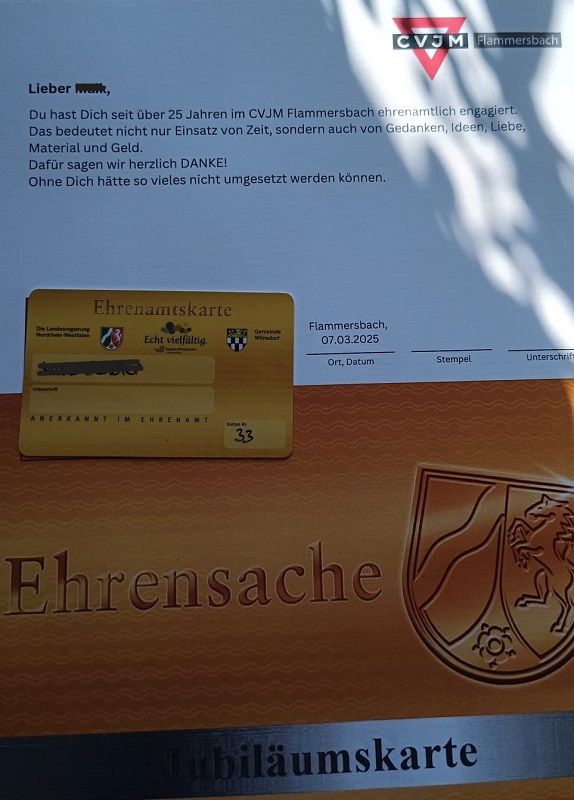 CVJM Flammersbach
Lieber
Du hast Dich seit über 25 Jahren im CVJM Flammersbach ehrenamtlich engagiert.
Das bedeutet nicht nur Einsatz von Zeit, sondern auch von Gedanken, Ideen, Liebe,
Material und Geld.
Dafür sagen wir herzlich DANKE!
Ohne Dich hätte so vieles nicht umgesetzt werden können.
Ehrenamtskarte
Die Landesregierung
Nordrhein-Westfalen
Echt vielfältig.
Gemeinde
Wilnsdorf
Unterschrift
ANERKANNT IM EHRENAMT
Karten Nr.
33
Flammersbach,
07.03.2025
Ort, Datum
Stempel
Unterschrift
Ehrensache
Jubiläumskarte